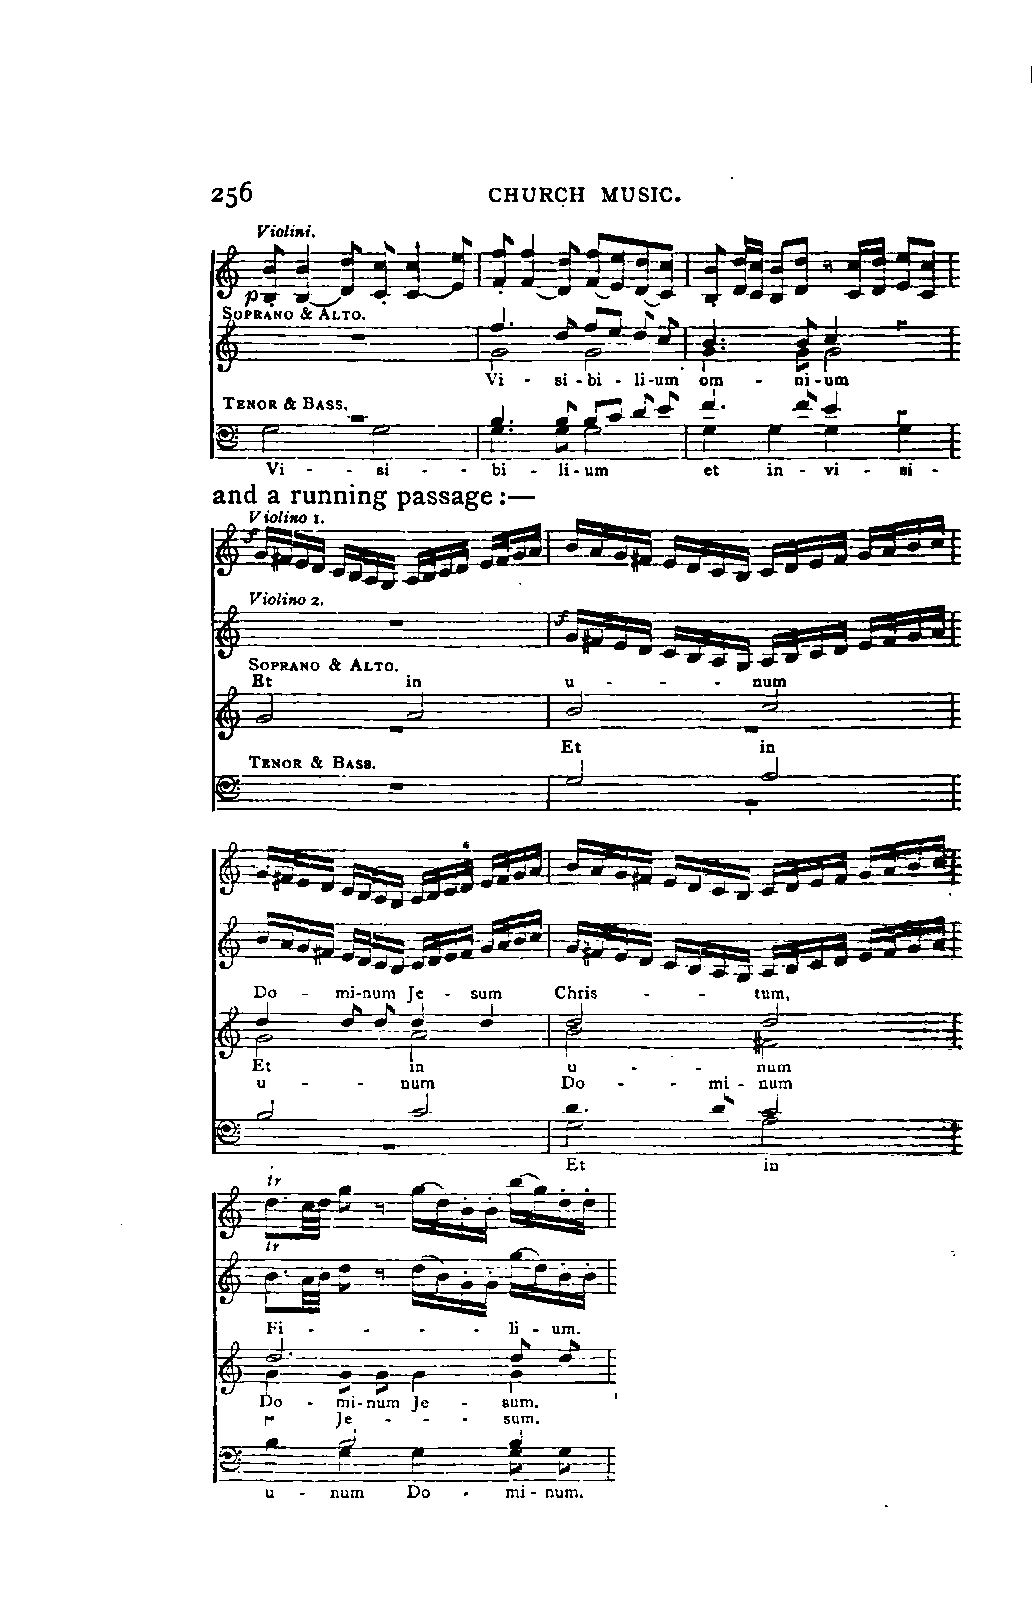 256 CHURCH MUSIC.
Violini.
p
SOPRANO & ALTO.
Vi - si - bi - li - um om - ni - um
TENOR & BASS.
Vi - - si - - bi - li - um et in - vi - si -
and a running passage :—
Violino 1.
f
Violino 2.
f
SOPRANO & ALTO.
Et in u - - - num
Et in
TENOR & BASS.
Do - mi-num Je - sum Chris - - tum,
Et in u - - num
u - - num Do - - mi - num
Et in
tr
tr
Fi - - - - li - um.
Do - mi-num Je - sum.
Je - - - sum.
u - num Do - mi - num.